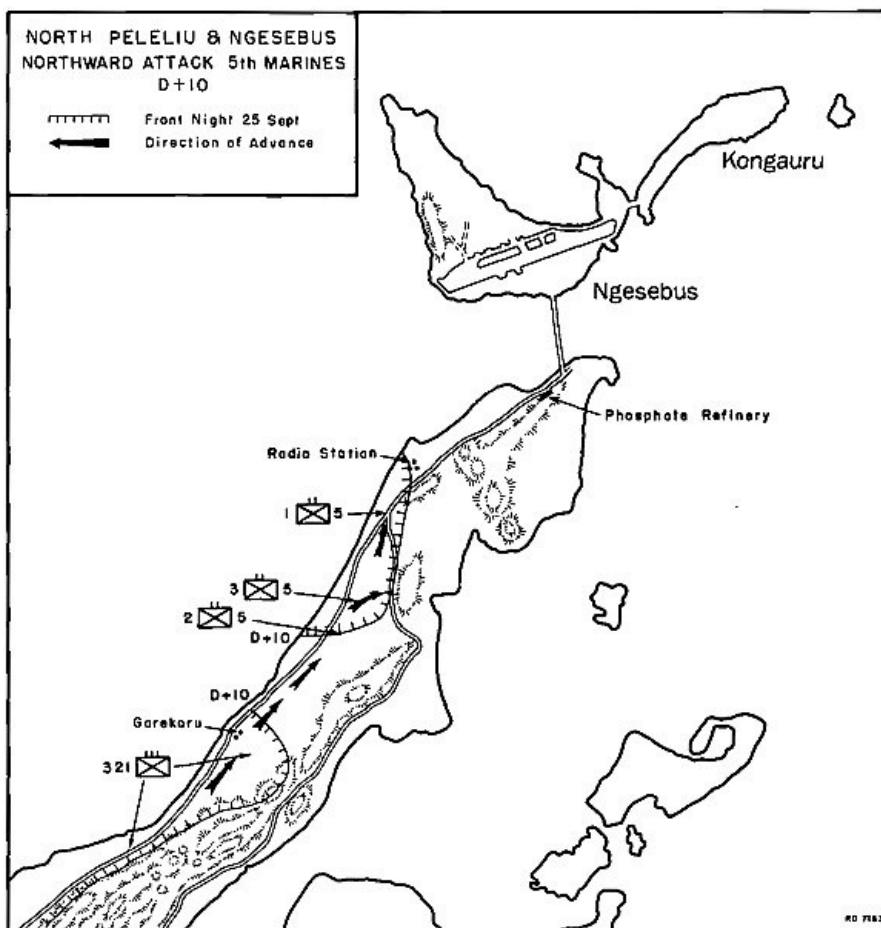 NORTH PELELIU & NGESEBUS
NORTHWARD ATTACK 5th MARINES
D+10
Front Night 25 Sept
Direction of Advance
Kongauru
Ngesebus
Phosphate Refinery
Radio Station
1 5
3 5
2 5
D+10
D+10
Garekoru
321